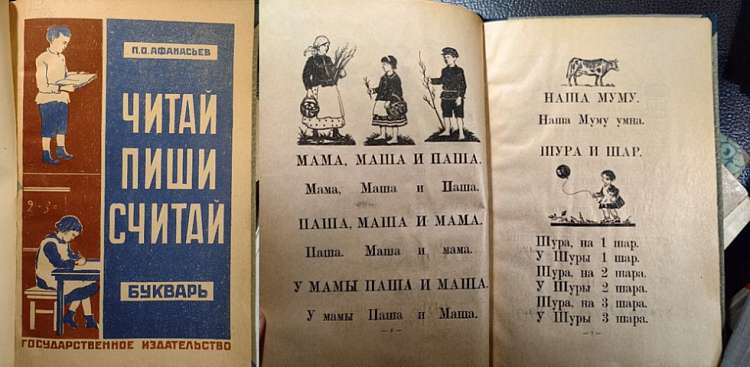 П.О. АФАНАСЬЕВ
ЧИТАЙ
ПИШИ
СЧИТАЙ
БУКВАРЬ
ГОСУДАРСТВЕННОЕ ИЗДАТЕЛЬСТВО
МАМА, МАША И ПАША.
Мама, Маша и Паша.
ПАША, МАША И МАМА.
Паша. Маша и мама.
У МАМЫ ПАША И МАША.
У мамы Паша и Маша.
НАША МУМУ.
Наша Муму умна.
ШУРА И ШАР.
Шура, на 1 шар.
У Шуры 1 шар.
Шура, на 2 шара.
У Шуры 2 шара.
Шура, на 3 шара.
У Шуры 3 шара.